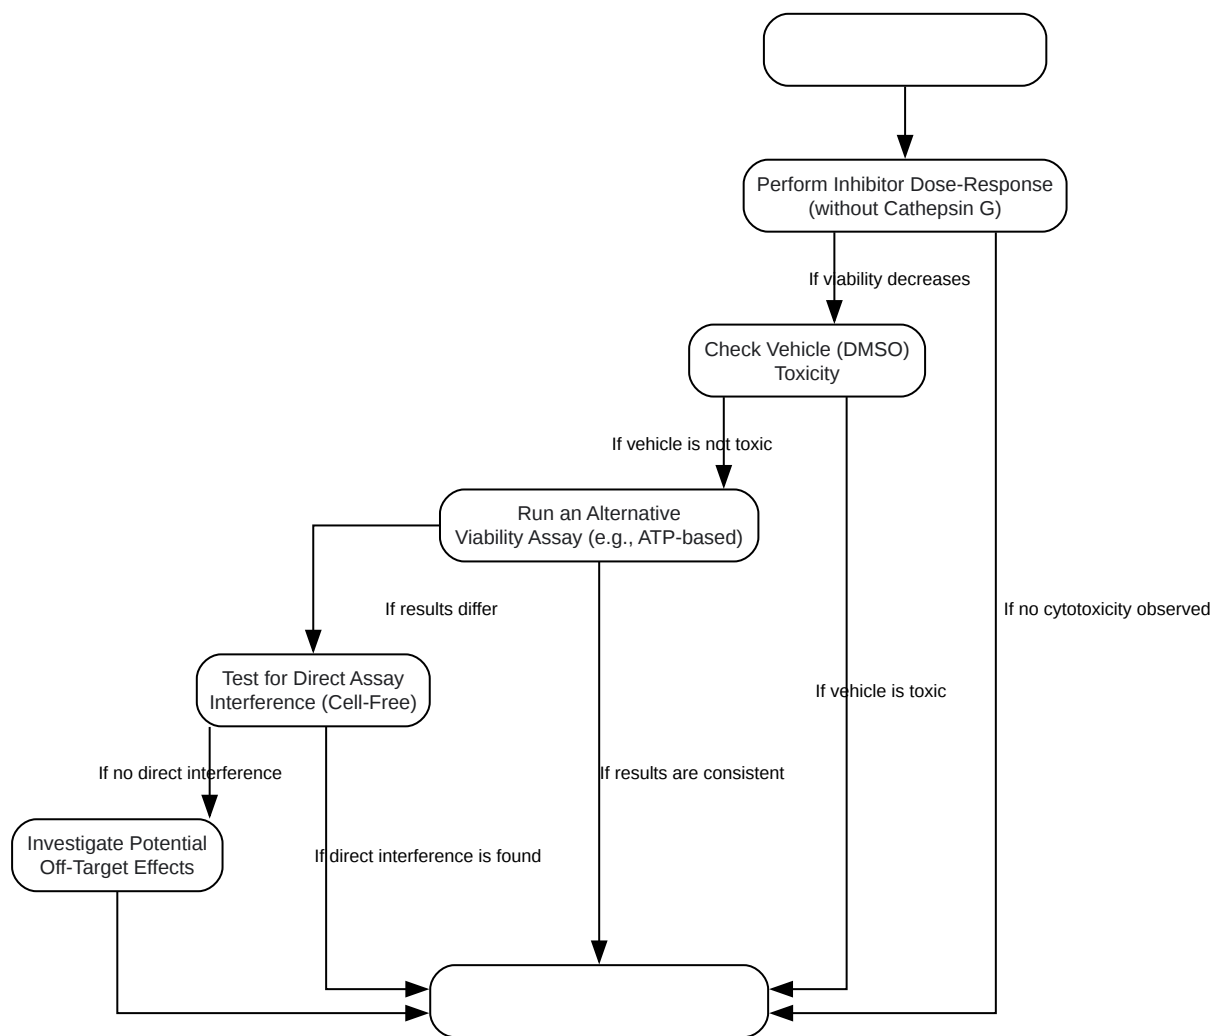 Perform Inhibitor Dose-Response
(without Cathepsin G)
If viability decreases
Check Vehicle (DMSO)
Toxicity
If vehicle is not toxic
Run an Alternative
Viability Assay (e.g., ATP-based)
If results differ
If no cytotoxicity observed
Test for Direct Assay
Interference (Cell-Free)
If vehicle is toxic
If no direct interference
If results are consistent
Investigate Potential
Off-Target Effects
If direct interference is found